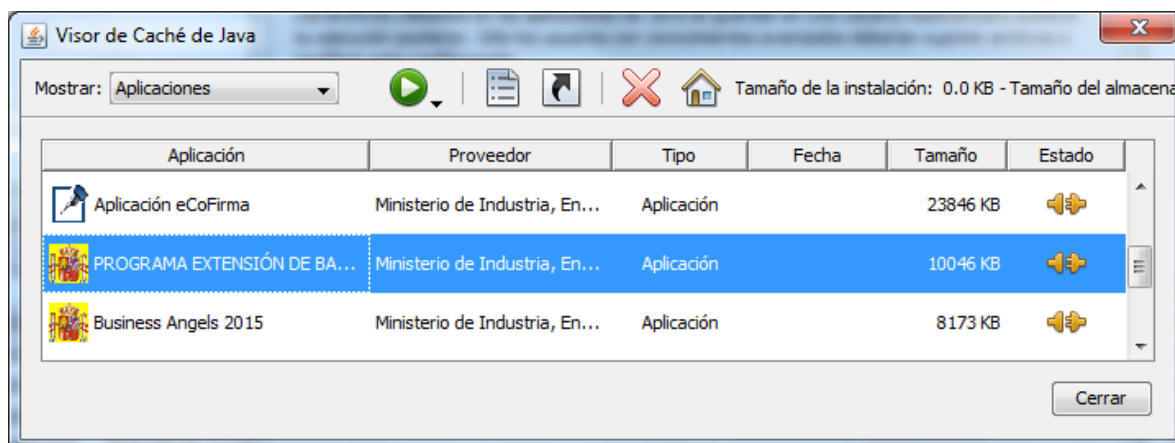 Visor de Caché de Java
Mostrar: Aplicaciones Tamaño de la instalación: 0.0 KB - Tamaño del almacena
Aplicación Proveedor Tipo Fecha Tamaño Estado
Aplicación eCoFirma Ministerio de Industria, En... Aplicación 23846 KB
PROGRAMA EXTENSIÓN DE BA... Ministerio de Industria, En... Aplicación 10046 KB
Business Angels 2015 Ministerio de Industria, En... Aplicación 8173 KB
Cerrar